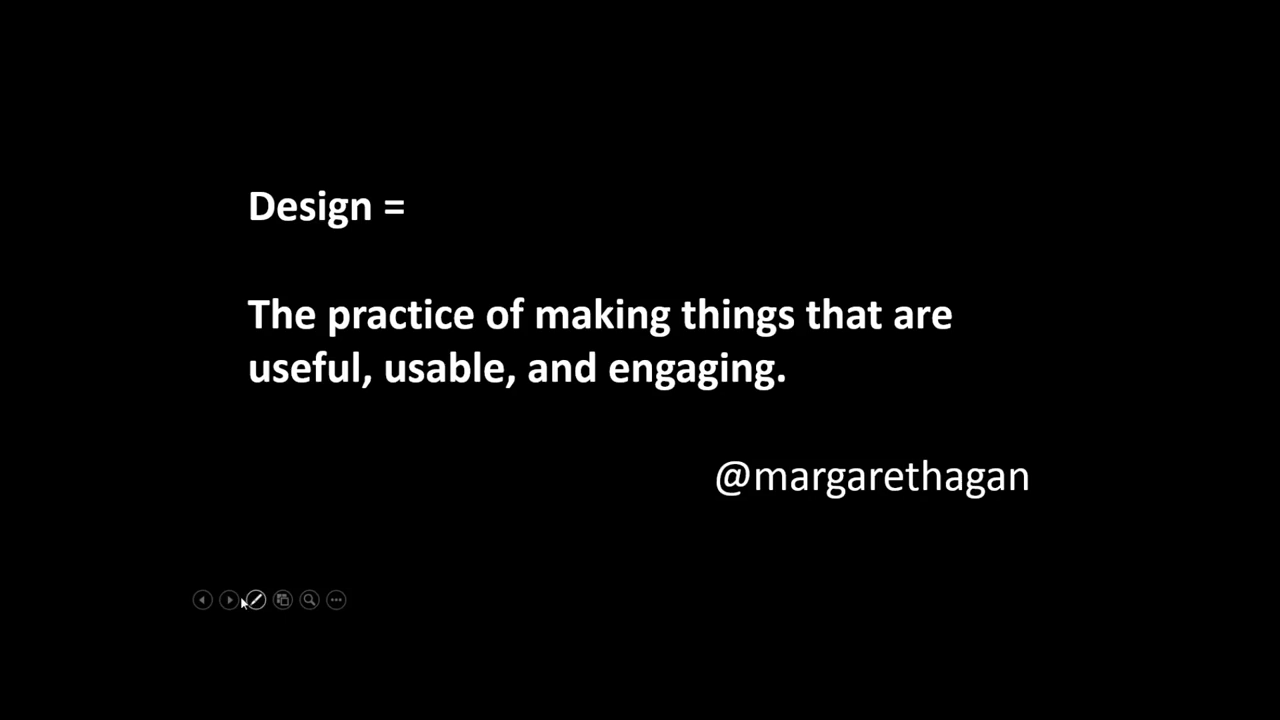 Design =
The practice of making things that are
useful, usable, and engaging.
@margarethagan